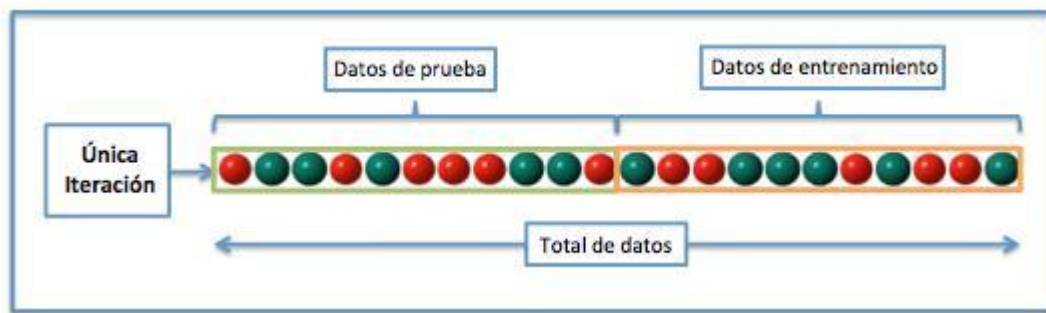 Datos de prueba
Datos de entrenamiento
Única
Iteración
Total de datos